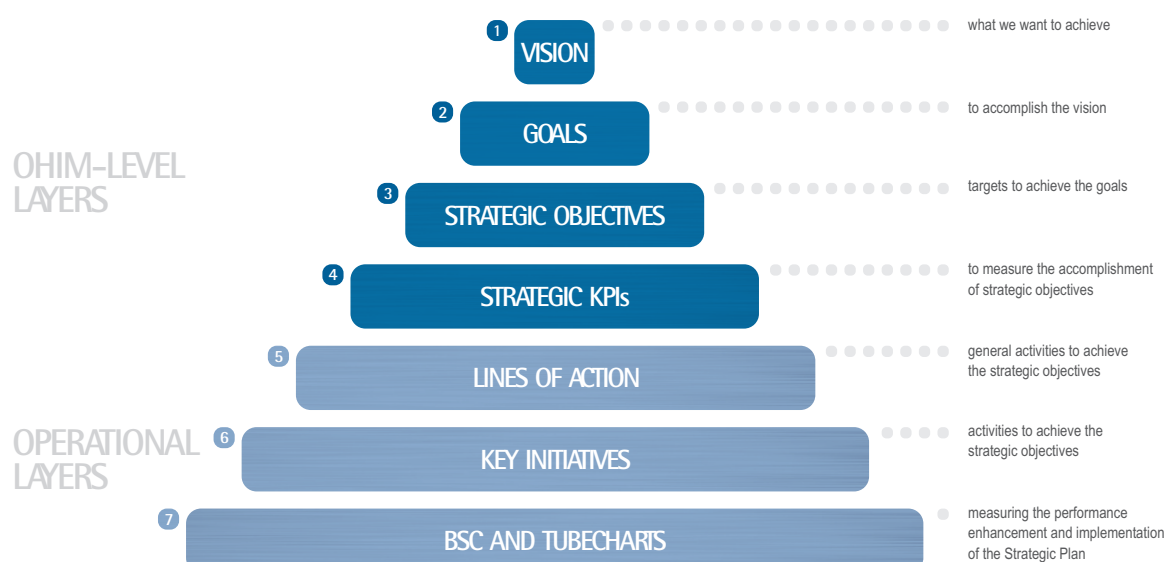 1
VISION
what we want to achieve
2
GOALS
to accomplish the vision
OHIM-LEVEL
LAYERS
3
STRATEGIC OBJECTIVES
targets to achieve the goals
4
STRATEGIC KPIs
to measure the accomplishment
of strategic objectives
5
LINES OF ACTION
general activities to achieve
the strategic objectives
OPERATIONAL
LAYERS
6
KEY INITIATIVES
activities to achieve the
strategic objectives
7
BSC AND TUBECHARTS
measuring the performance
enhancement and implementation
of the Strategic Plan